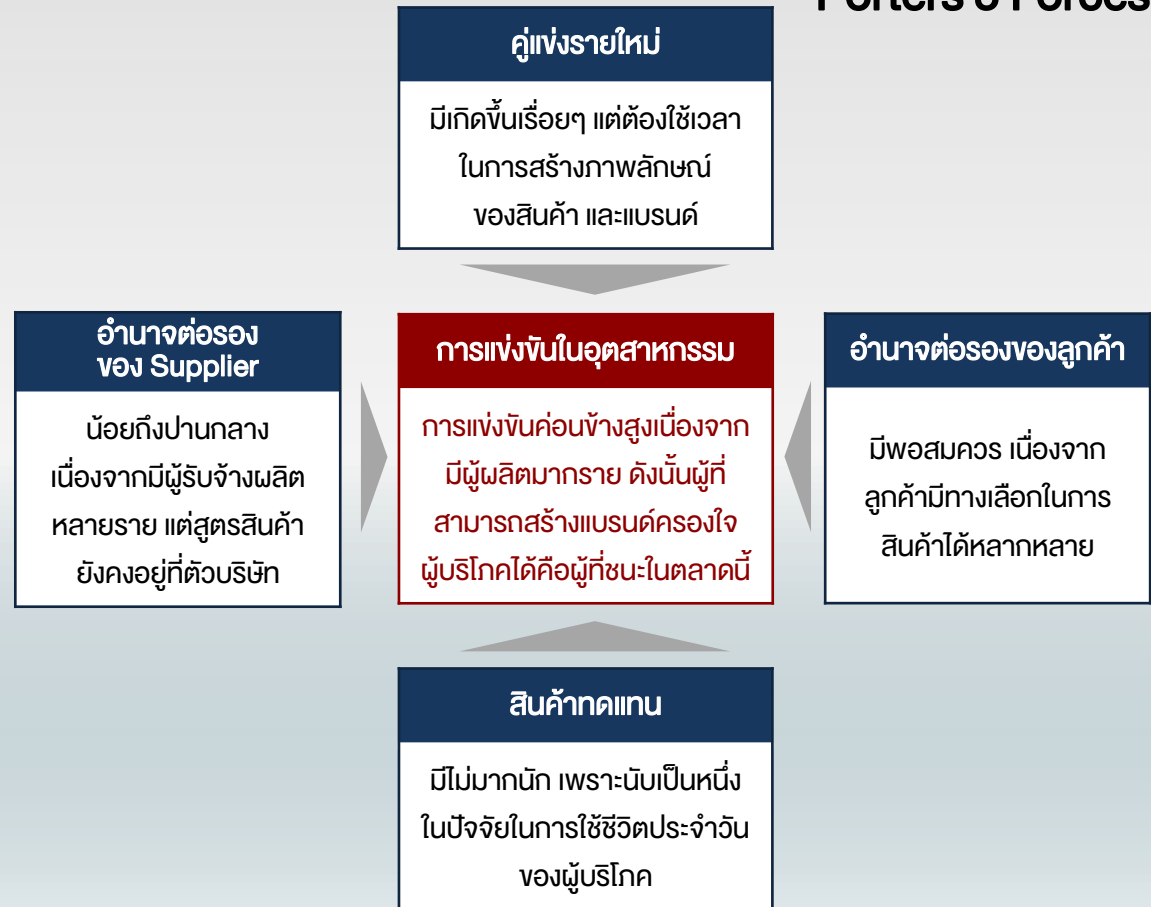 Porters 5 Forces
คู่แข่งรายใหม่
มีเกิดขึ้นเรื่อยๆ แต่ต้องใช้เวลา
ในการสร้างภาพลักษณ์
ของสินค้า และแบรนด์
อำนาจต่อรอง
ของ Supplier
น้อยถึงปานกลาง
เนื่องจากมีผู้รับจ้างผลิต
หลายราย แต่สูตรสินค้า
ยังคงอยู่ที่ตัวบริษัท
การแข่งขันในอุตสาหกรรม
การแข่งขันค่อนข้างสูงเนื่องจาก
มีผู้ผลิตมากราย ดังนั้นผู้ที่
สามารถสร้างแบรนด์ครองใจ
ผู้บริโภคได้คือผู้ที่ชนะในตลาดนี้
อำนาจต่อรองของลูกค้า
มีพอสมควร เนื่องจาก
ลูกค้ามีทางเลือกในการ
สินค้าได้หลากหลาย
สินค้าทดแทน
มีไม่มากนัก เพราะนับเป็นหนึ่ง
ในปัจจัยในการใช้ชีวิตประจำวัน
ของผู้บริโภค